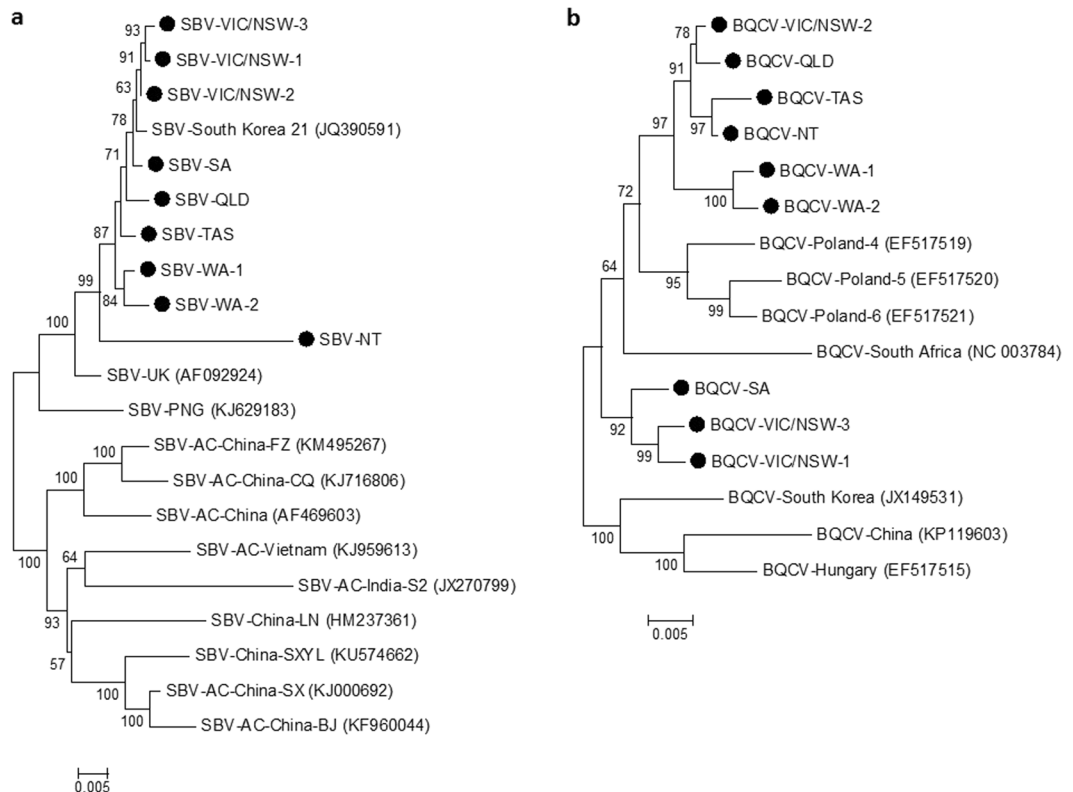 a
93
SBV-VIC/NSW-3
91
SBV-VIC/NSW-1
63
SBV-VIC/NSW-2
78
SBV-South Korea 21 (JQ390591)
71
SBV-SA
SBV-QLD
87
SBV-TAS
99
SBV-WA-1
84
SBV-WA-2
100
SBV-NT
SBV-UK (AF092924)
SBV-PNG (KJ629183)
100
SBV-AC-China-FZ (KM495267)
100
SBV-AC-China-CQ (KJ716806)
SBV-AC-China (AF469603)
100
64
SBV-AC-Vietnam (KJ959613)
SBV-AC-India-S2 (JX270799)
93
SBV-China-LN (HM237361)
57
SBV-China-SXYL (KU574662)
100
SBV-AC-China-SX (KJ000692)
100
SBV-AC-China-BJ (KF960044)
0.005
b
78
BQCV-VIC/NSW-2
91
BQCV-QLD
97
BQCV-TAS
97
BQCV-NT
BQCV-WA-1
72
100
BQCV-WA-2
BQCV-Poland-4 (EF517519)
64
95
BQCV-Poland-5 (EF517520)
99
BQCV-Poland-6 (EF517521)
BQCV-South Africa (NC 003784)
BQCV-SA
92
BQCV-VIC/NSW-3
99
BQCV-VIC/NSW-1
BQCV-South Korea (JX149531)
100
BQCV-China (KP119603)
100
BQCV-Hungary (EF517515)
0.005